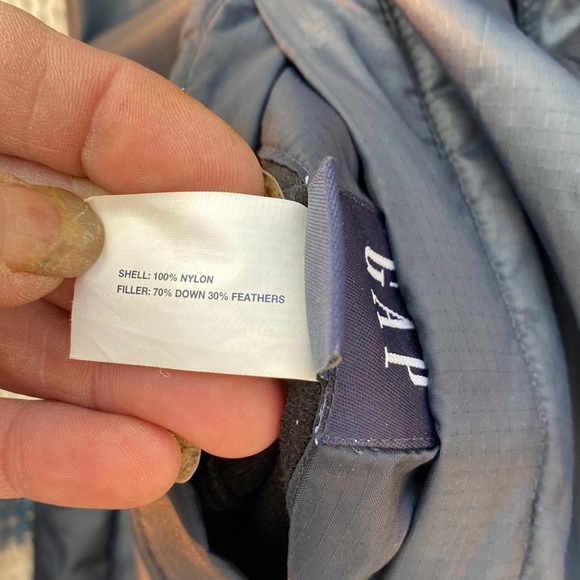 SHELL: 100% NYLON
FILLER: 70% DOWN 30% FEATHERS
GAP